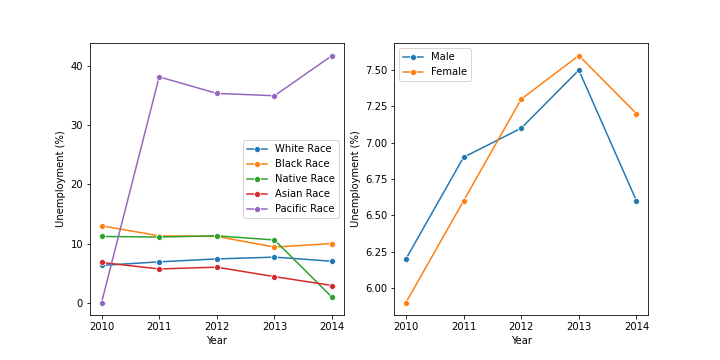 40
30
20
10
0
Unemployment (%)
White Race
Black Race
Native Race
Asian Race
Pacific Race
2010 2011 2012 2013 2014
Year
7.50
7.25
7.00
6.75
6.50
6.25
6.00
Unemployment (%)
Male
Female
2010 2011 2012 2013 2014
Year